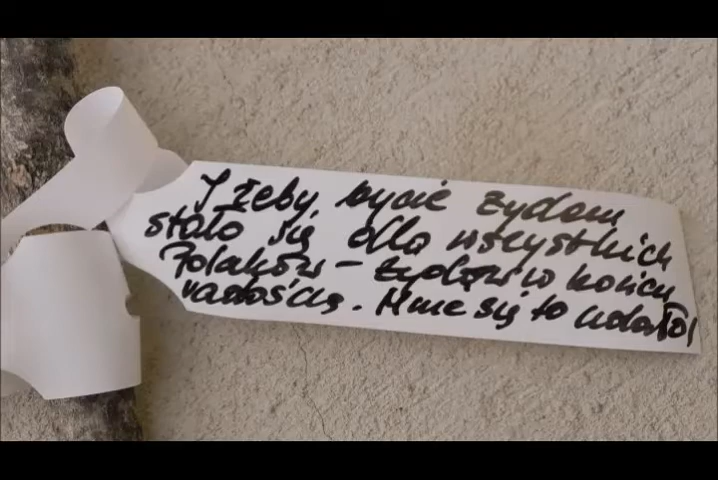 I żeby bycie żydem
stało się dla wszystkich
Polaków – żydów w końcu
radością. Mnie się to udało!